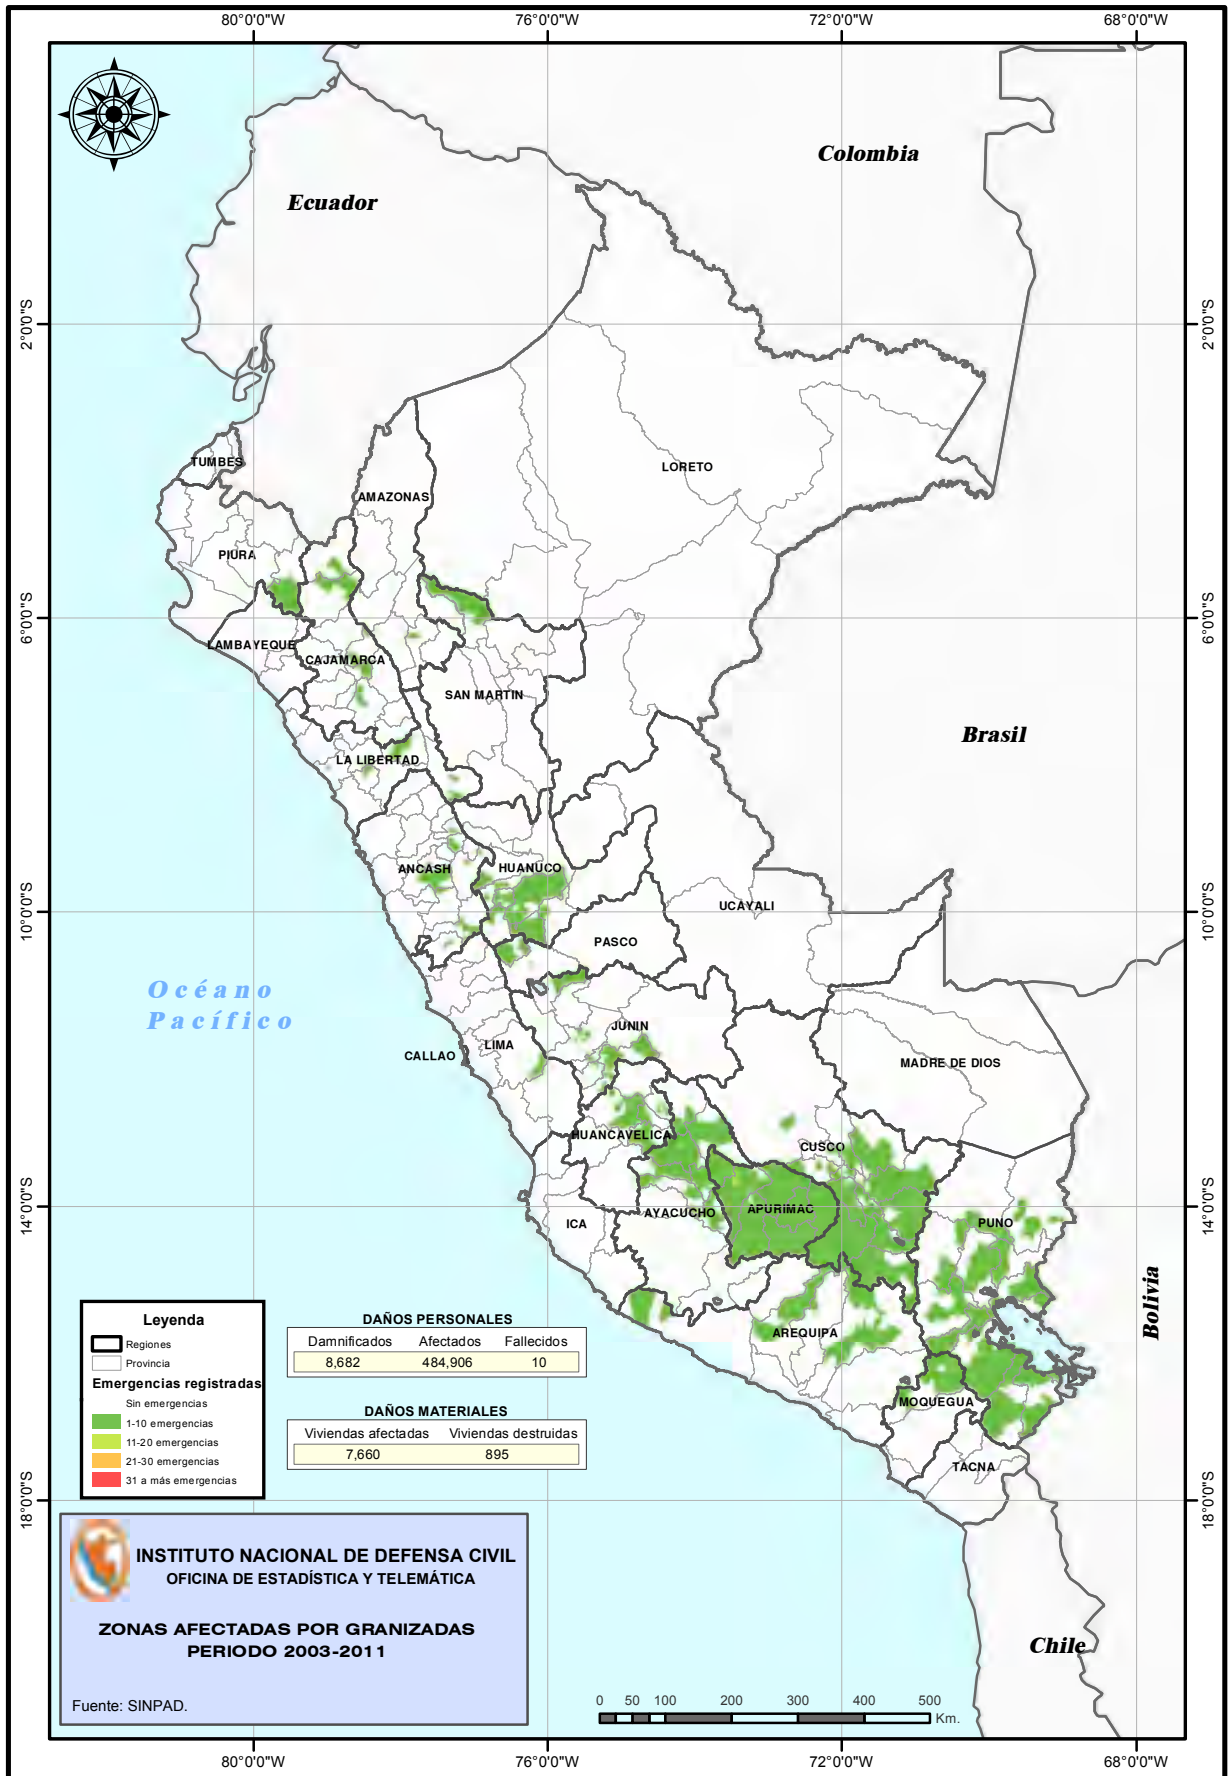 80°0'0"W 76°0'0"W 72°0'0"W 68°0'0"W
Colombia
Ecuador
2°0'0"S 2°0'0"S
TUMBES
LORETO
AMAZONAS
PIURA
6°0'0"S 6°0'0"S
LAMBAYEQUE
CAJAMARCA
SAN MARTIN
Brasil
LA LIBERTAD
ANCASH
HUANUCO
UCAYALI
10°0'0"S 10°0'0"S
PASCO
Océano
Pacífico
JUNIN
LIMA
CALLAO
MADRE DE DIOS
HUANCAVELICA
CUSCO
14°0'0"S 14°0'0"S
APURIMAC
AYACUCHO
ICA
PUNO
Bolivia
AREQUIPA
MOQUEGUA
TACNA
Leyenda
Regiones
Provincia
Emergencias registradas
Sin emergencias
1-10 emergencias
11-20 emergencias
21-30 emergencias
31 a más emergencias
DAÑOS PERSONALES
Damnificados Afectados Fallecidos
8,682 484,906 10
DAÑOS MATERIALES
Viviendas afectadas Viviendas destruidas
7,660 895
18°0'0"S 18°0'0"S
INSTITUTO NACIONAL DE DEFENSA CIVIL
OFICINA DE ESTADÍSTICA Y TELEMÁTICA
ZONAS AFECTADAS POR GRANIZADAS
PERIODO 2003-2011
Fuente: SINPAD.
Chile
0 50 100 200 300 400 500
Km.
80°0'0"W 76°0'0"W 72°0'0"W 68°0'0"W